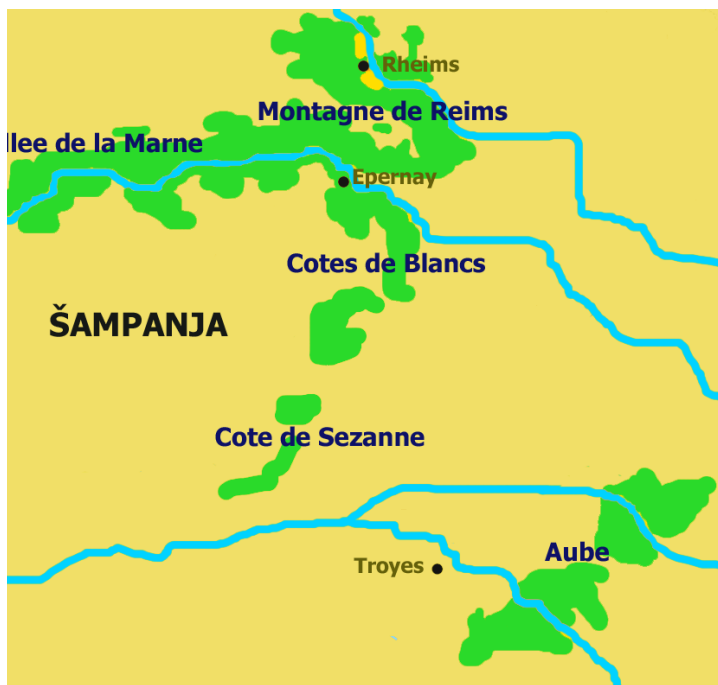 Rheims
Montagne de Reims
llee de la Marne
Epernay
Cotes de Blancs
ŠAMPANJA
Cote de Sezanne
Aube
Troyes